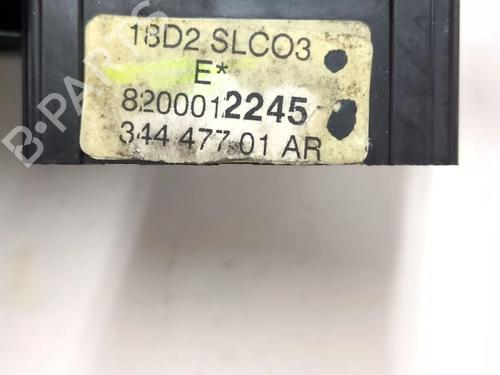 18D2 SLCO3
E*
8200012245
344 477 01 AR
B-PARTS